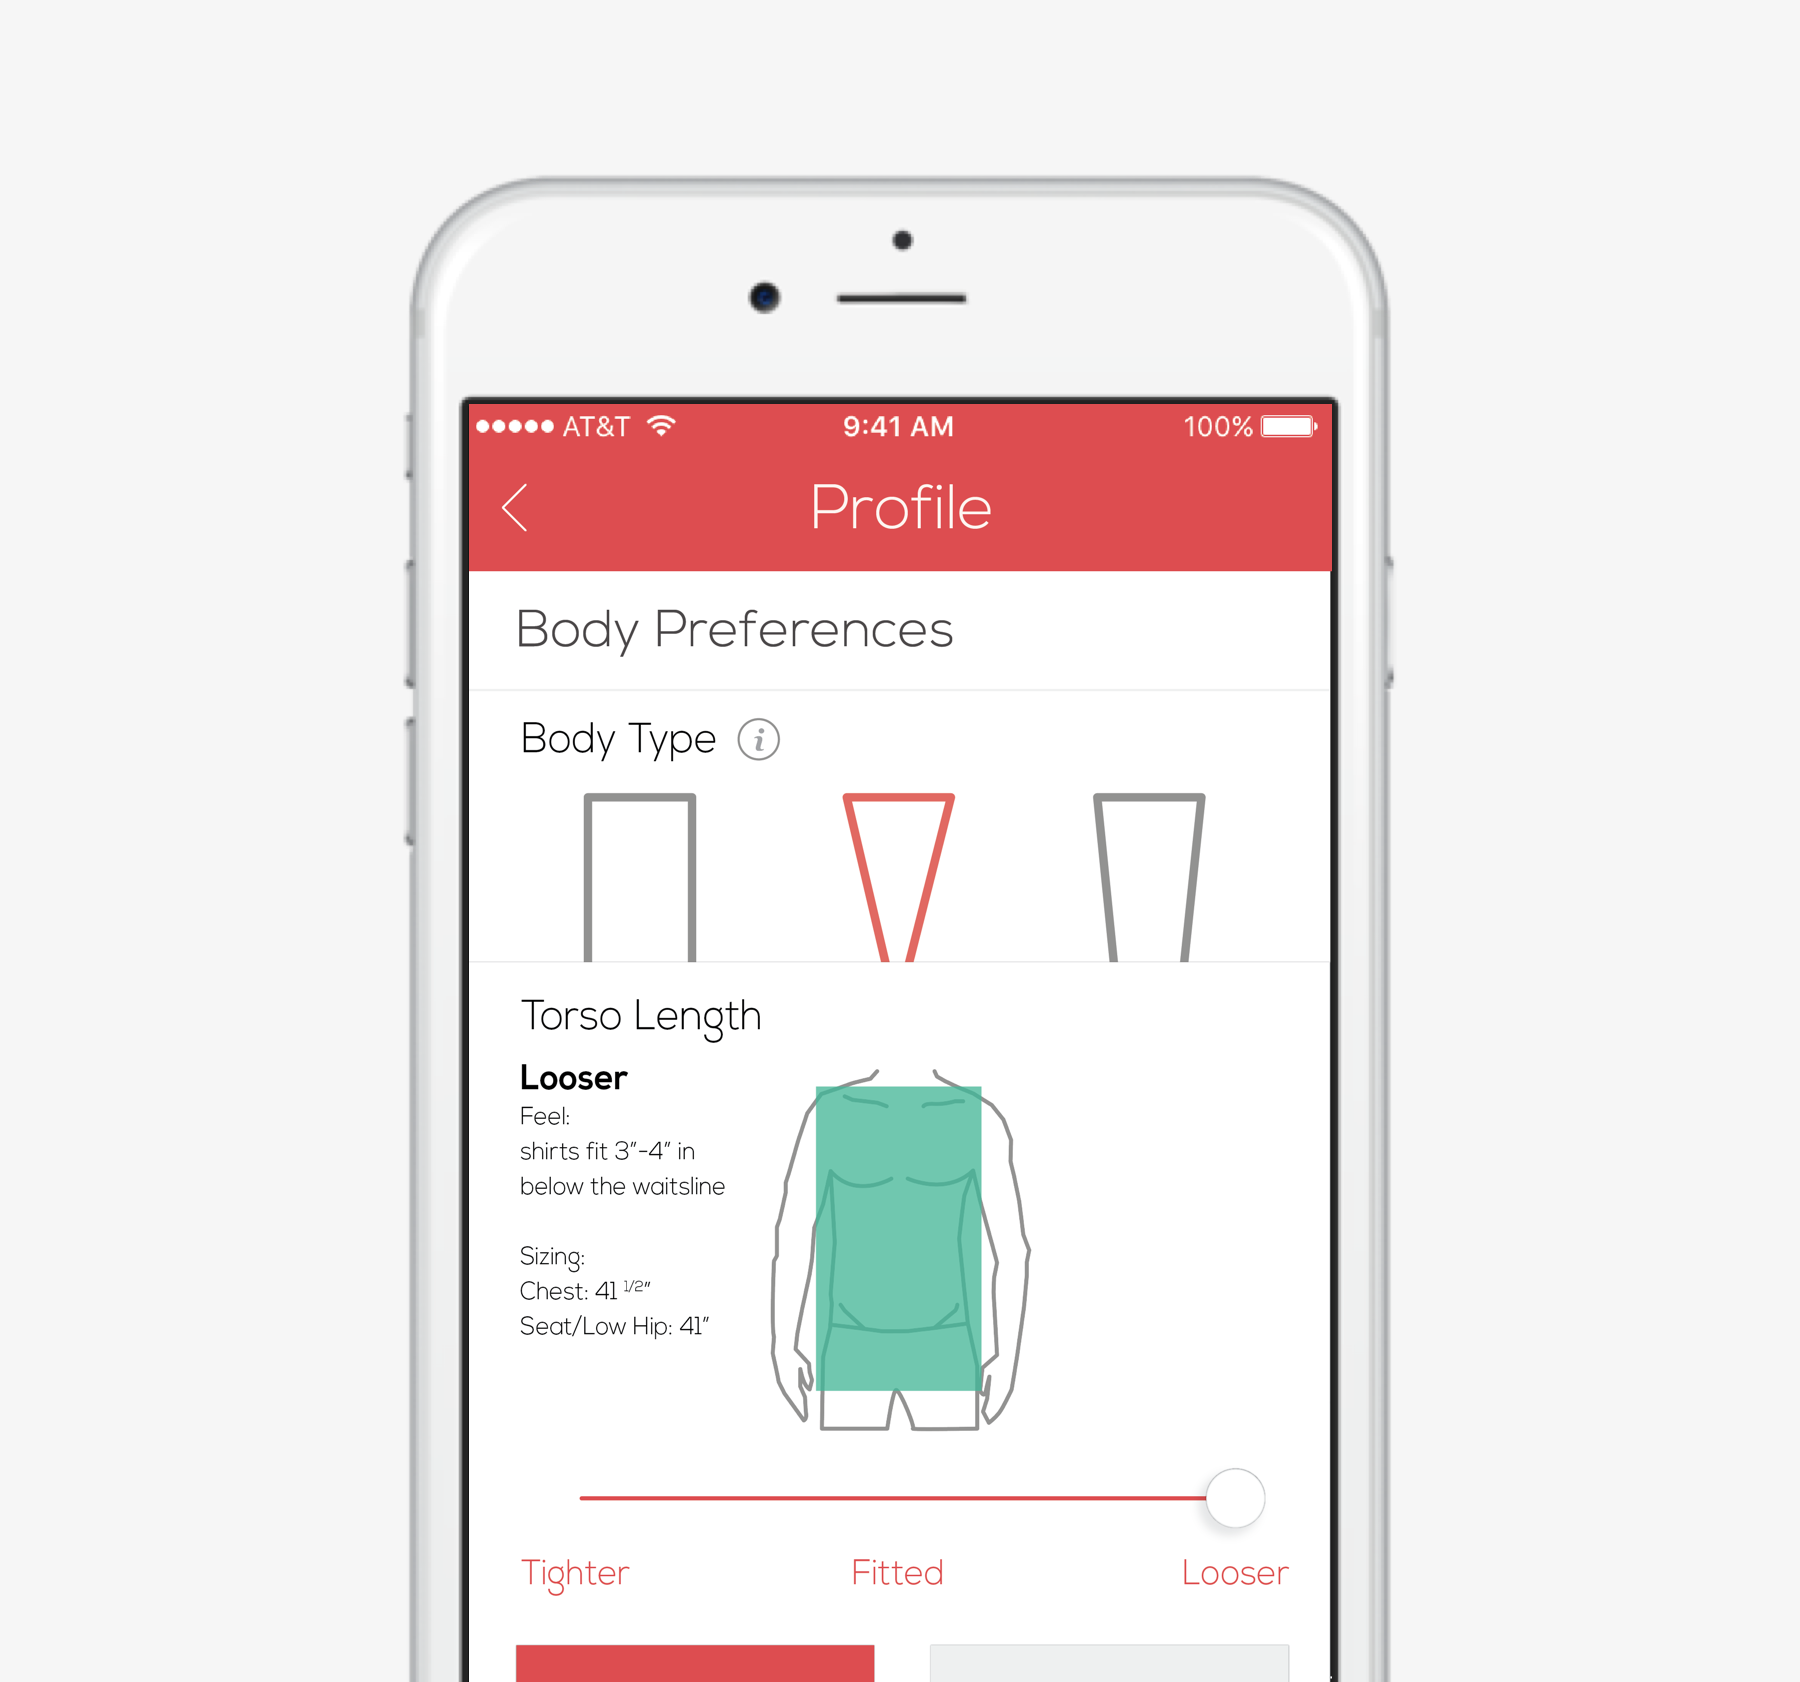 AT&T 9:41 AM 100%
Profile
Body Preferences
Body Type i
Torso Length
Looser
Feel:
shirts fit 3"-4" in
below the waitsline
Sizing:
Chest: 41 1/2"
Seat/Low Hip: 41"
Tighter Fitted Looser